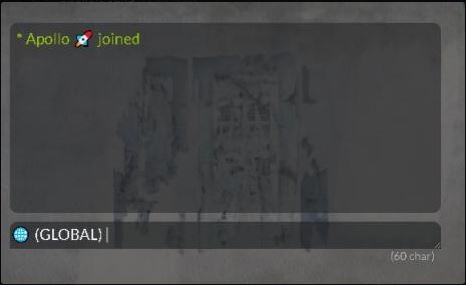 * Apollo 🚀 joined
🌐 (GLOBAL)
(60 char)